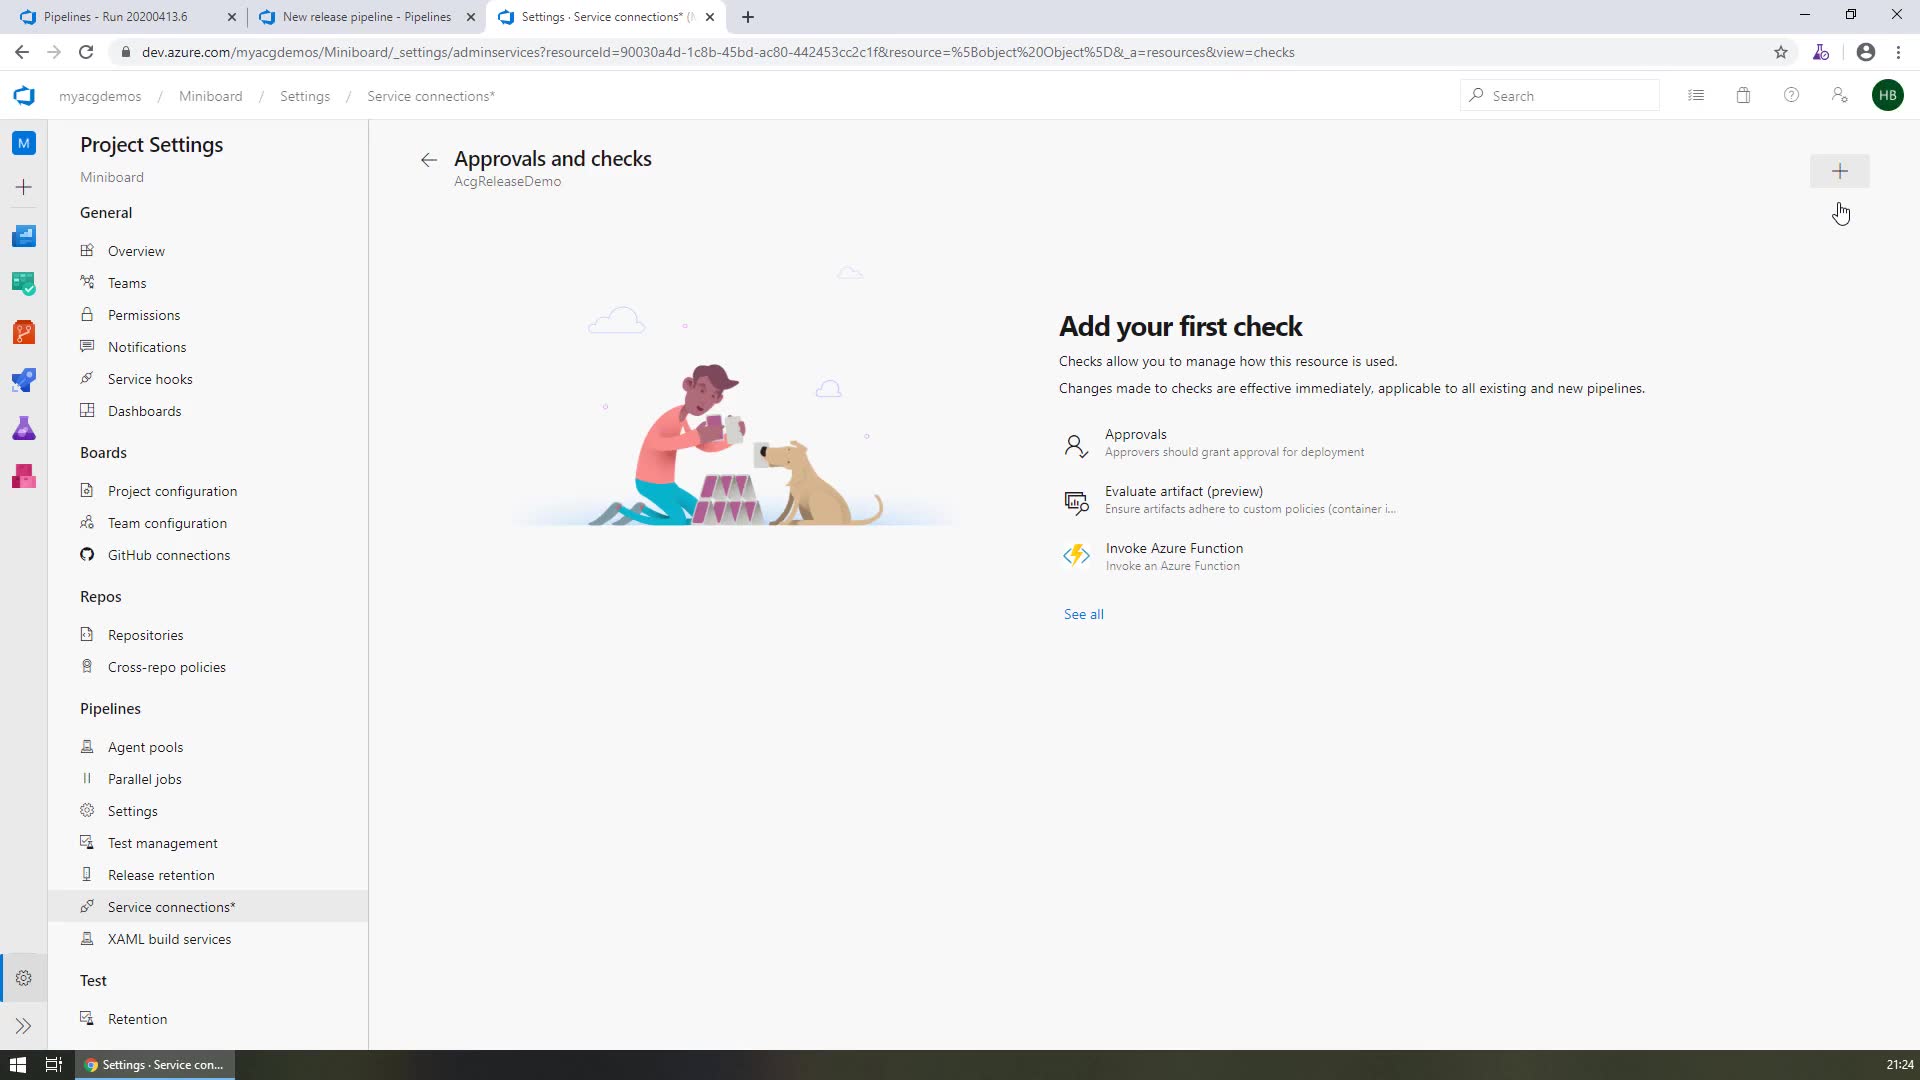 Pipelines - Run 20200413.6
New release pipeline - Pipelines
Settings · Service connections* (
dev.azure.com/myacgdemos/Miniboard/_settings/adminservices?resourceId=90030a4d-1c8b-45bd-ac80-442453cc2c1f&resource=%5Bobject%20Object%5D&_a=resources&view=checks
myacgdemos / Miniboard / Settings / Service connections*
Search
HB
M
Project Settings
Miniboard
General
Overview
Teams
Permissions
Notifications
Service hooks
Dashboards
Boards
Project configuration
Team configuration
GitHub connections
Repos
Repositories
Cross-repo policies
Pipelines
Agent pools
Parallel jobs
Settings
Test management
Release retention
Service connections*
XAML build services
Test
Retention
Approvals and checks
AcgReleaseDemo
Add your first check
Checks allow you to manage how this resource is used.
Changes made to checks are effective immediately, applicable to all existing and new pipelines.
Approvals
Approvers should grant approval for deployment
Evaluate artifact (preview)
Ensure artifacts adhere to custom policies (container i...
Invoke Azure Function
Invoke an Azure Function
See all
Settings · Service con...
21:24